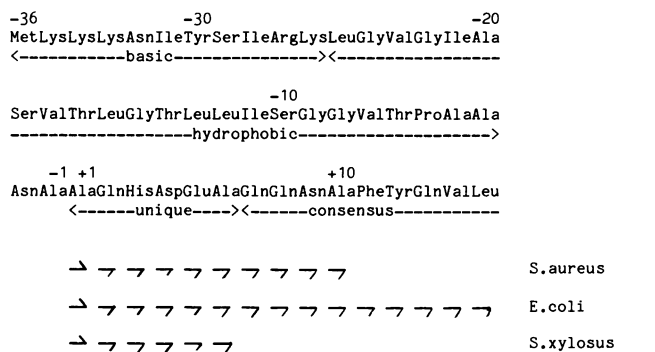 -36 -30 -20
MetLysLysLysAsnIleTyrSerIleArgLysLeuGlyValGlyIleAla
<-----------basic--------------><-----------------
-10
SerValThrLeuGlyThrLeuLeuIleSerGlyGlyValThrProAlaAla
------------------hydrophobic------------------->
-1 +1 +10
AsnAlaAlaGlnHisAspGluAlaGlnGlnAsnAlaPheTyrGlnValLeu
<------unique----><------consensus-----------
S.aureus
E.coli
S.xylosus